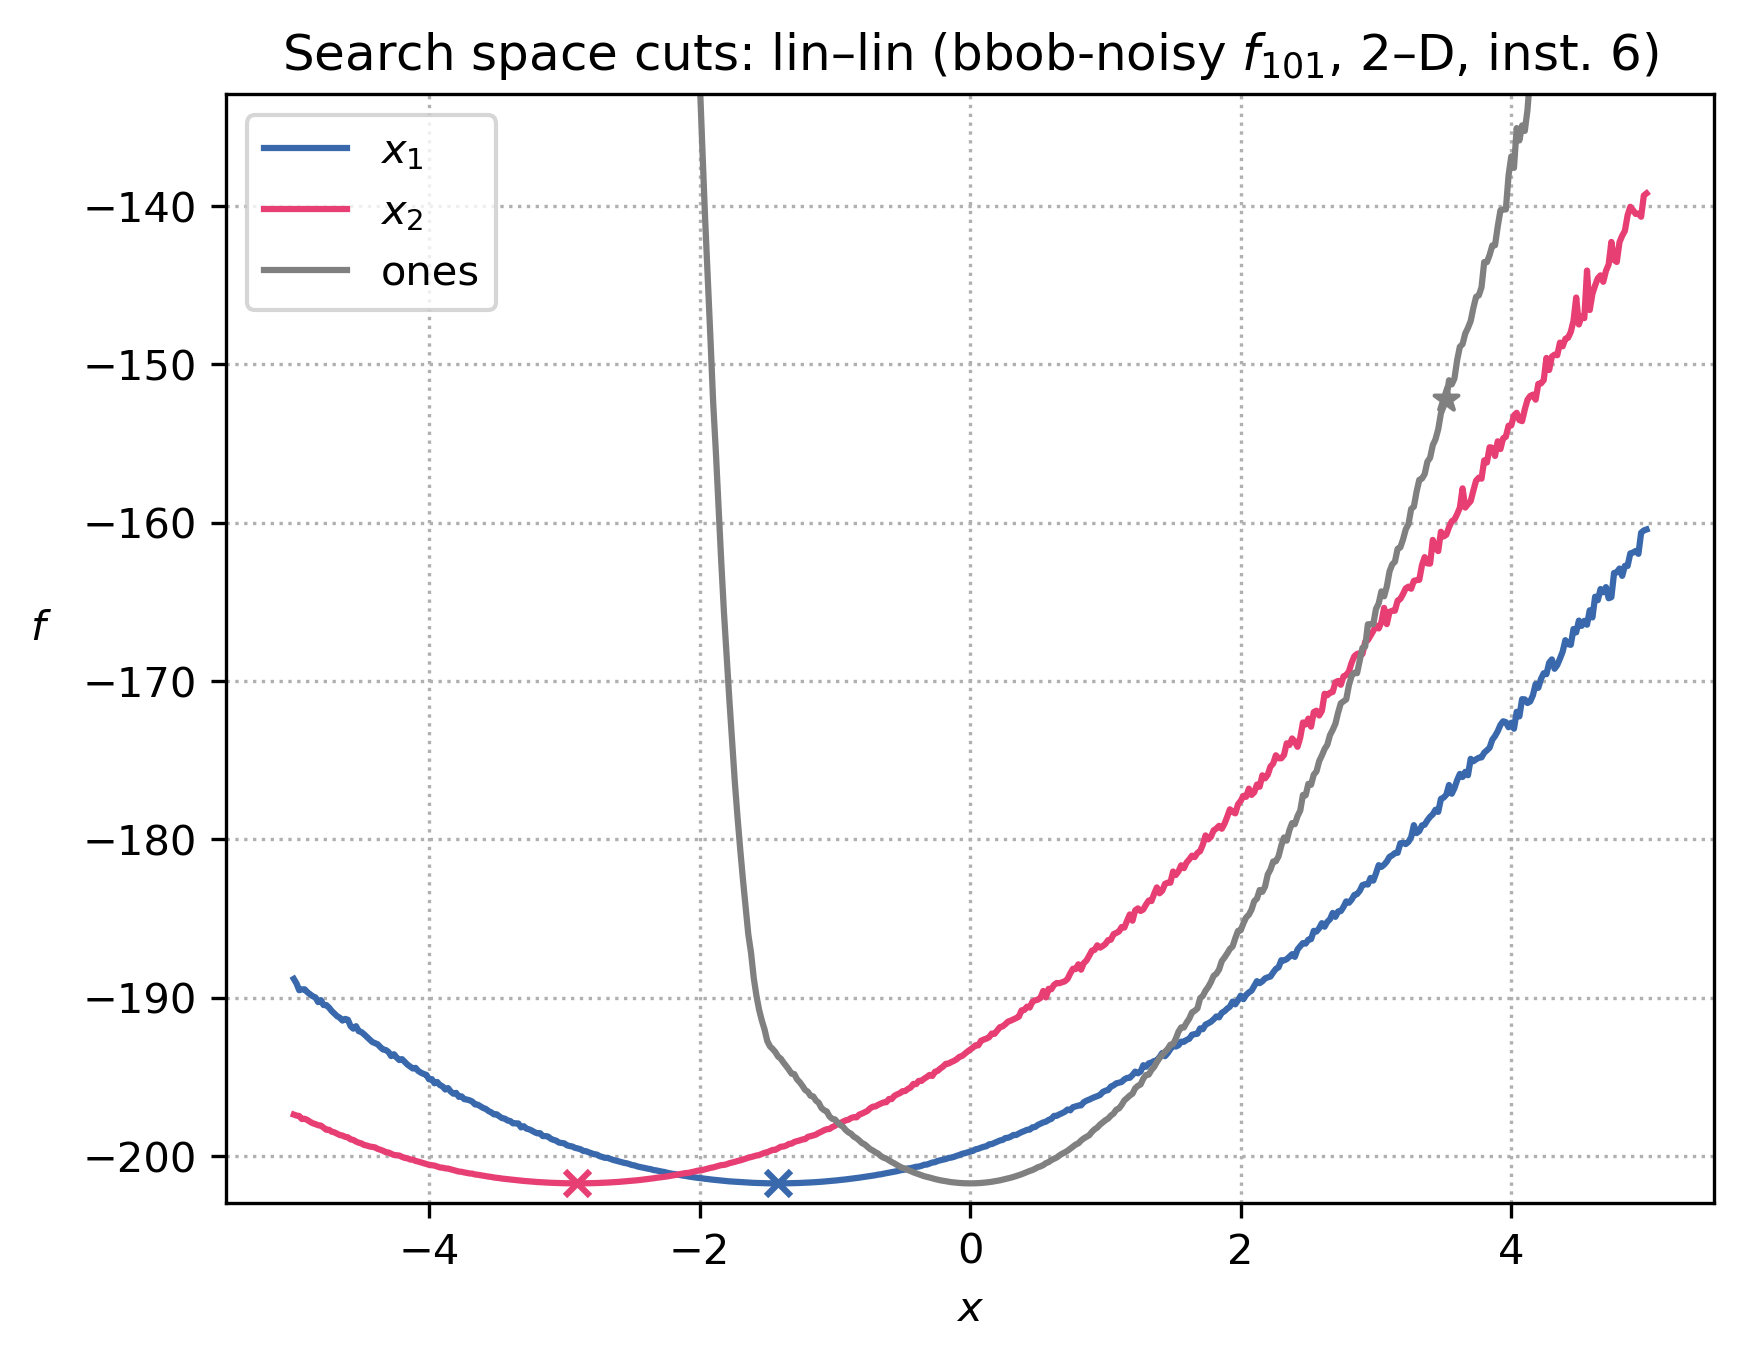 Search space cuts: lin–lin (bbob-noisy f₁₀₁, 2–D, inst. 6)
x₁
x₂
ones
−140
−150
−160
−170
−180
−190
−200
f
−4
−2
0
2
4
x